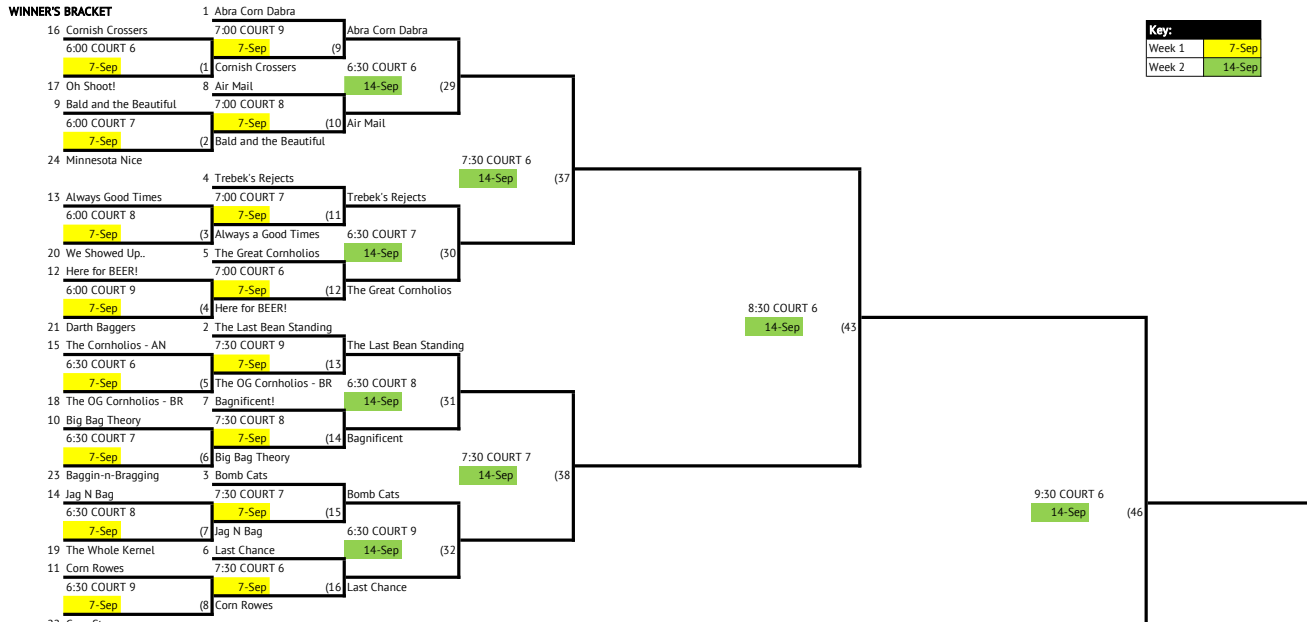 WINNER'S BRACKET
1 Abra Corn Dabra
16 Cornish Crossers
7:00 COURT 9
Abra Corn Dabra
Key:
6:00 COURT 6
7-Sep
(9
Week 1
7-Sep
7-Sep
(1
Cornish Crossers
6:30 COURT 6
Week 2
14-Sep
17 Oh Shoot!
8 Air Mail
14-Sep
(29
9 Bald and the Beautiful
7:00 COURT 8
6:00 COURT 7
7-Sep
(10
Air Mail
7-Sep
(2
Bald and the Beautiful
24 Minnesota Nice
7:30 COURT 6
4 Trebek's Rejects
14-Sep
(37
13 Always Good Times
7:00 COURT 7
Trebek's Rejects
6:00 COURT 8
7-Sep
(11
7-Sep
(3
Always a Good Times
6:30 COURT 7
20 We Showed Up..
5 The Great Cornholios
14-Sep
(30
12 Here for BEER!
7:00 COURT 6
6:00 COURT 9
7-Sep
(12
The Great Cornholios
7-Sep
(4
Here for BEER!
8:30 COURT 6
21 Darth Baggers
2 The Last Bean Standing
14-Sep
(43
15 The Cornholios - AN
7:30 COURT 9
The Last Bean Standing
6:30 COURT 6
7-Sep
(13
7-Sep
(5
The OG Cornholios - BR
6:30 COURT 8
18 The OG Cornholios - BR
7 Bagnificent!
14-Sep
(31
10 Big Bag Theory
7:30 COURT 8
6:30 COURT 7
7-Sep
(14
Bagnificent
7-Sep
(6
Big Bag Theory
7:30 COURT 7
23 Baggin-n-Bragging
3 Bomb Cats
14-Sep
(38
14 Jag N Bag
7:30 COURT 7
Bomb Cats
9:30 COURT 6
6:30 COURT 8
7-Sep
(15
14-Sep
(46
7-Sep
(7
Jag N Bag
6:30 COURT 9
19 The Whole Kernel
6 Last Chance
14-Sep
(32
11 Corn Rowes
7:30 COURT 6
6:30 COURT 9
7-Sep
(16
Last Chance
7-Sep
(8
Corn Rowes